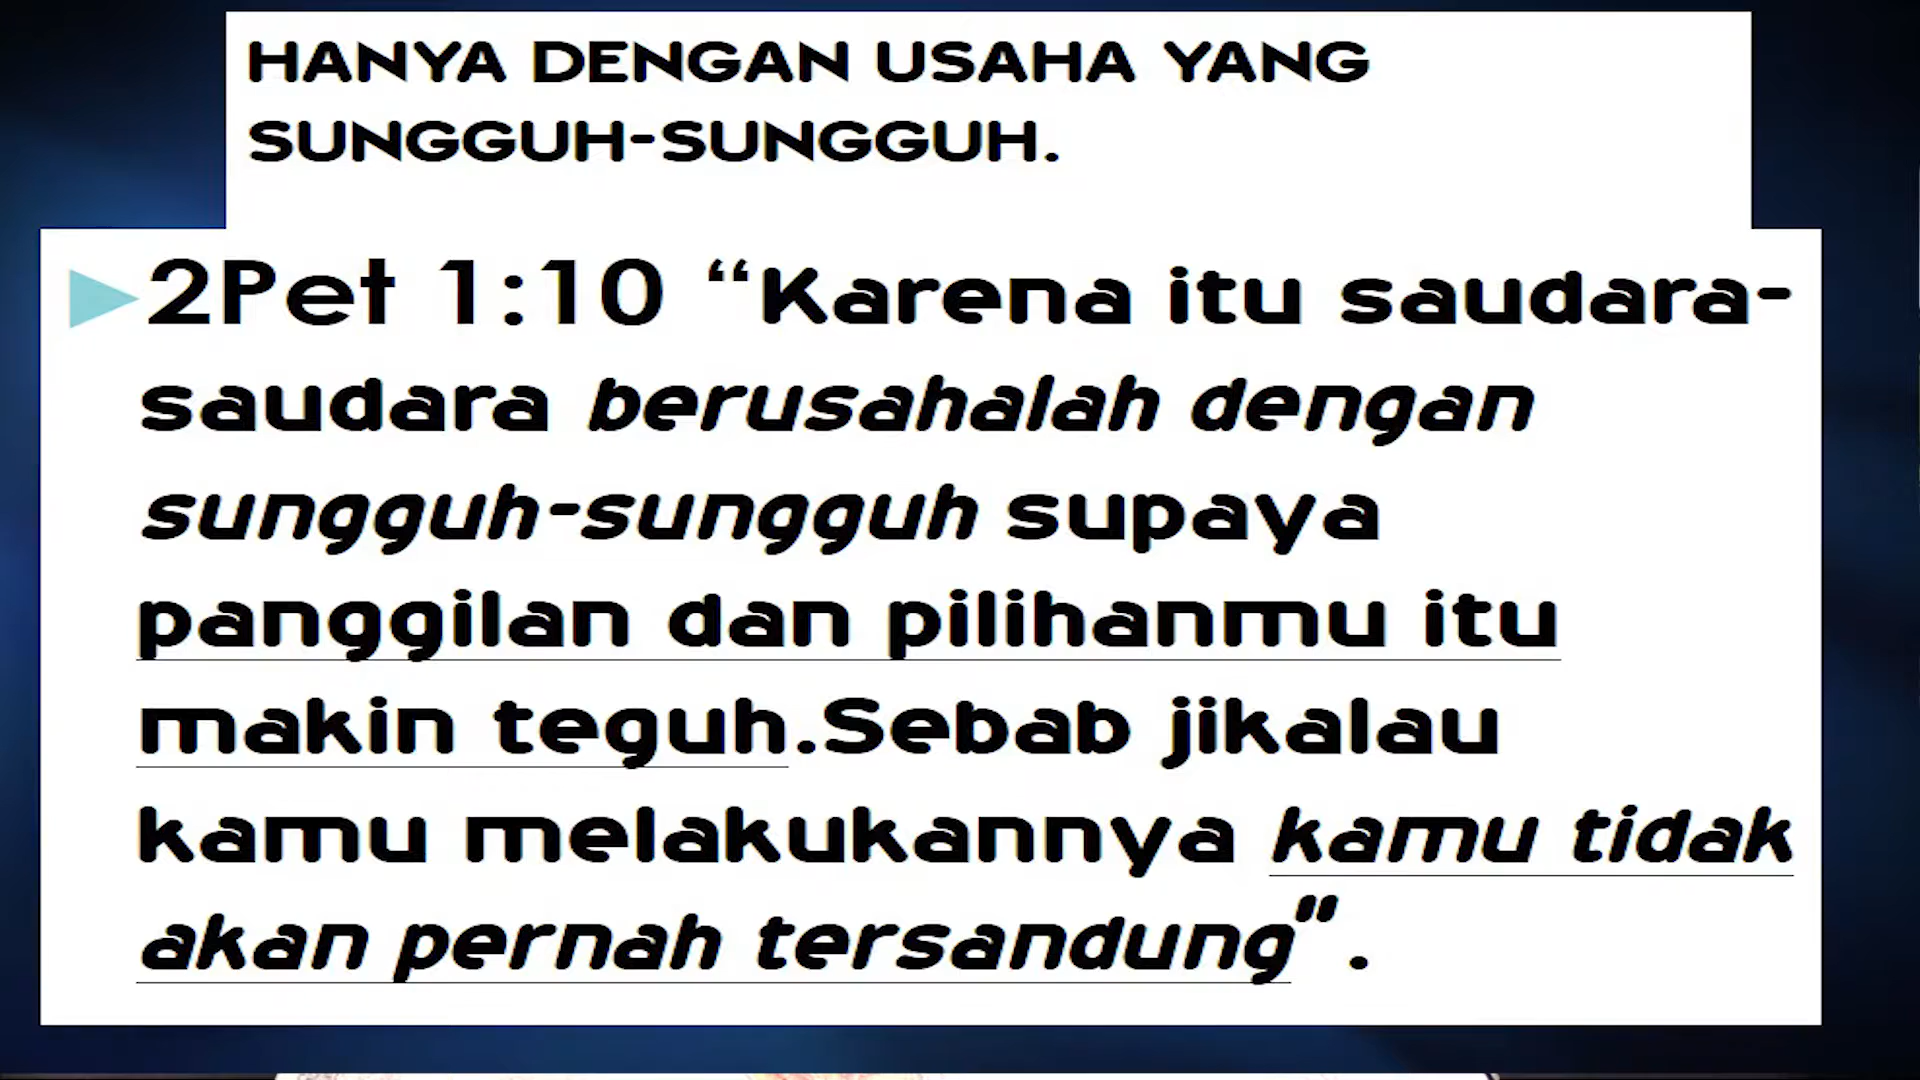 HANYA DENGAN USAHA YANG
SUNGGUH-SUNGGUH.
2Pet 1:10 “Karena itu saudara-
saudara berusahalah dengan
sungguh-sungguh supaya
panggilan dan pilihanmu itu
makin teguh.Sebab jikalau
kamu melakukannya kamu tidak
akan pernah tersandung”.